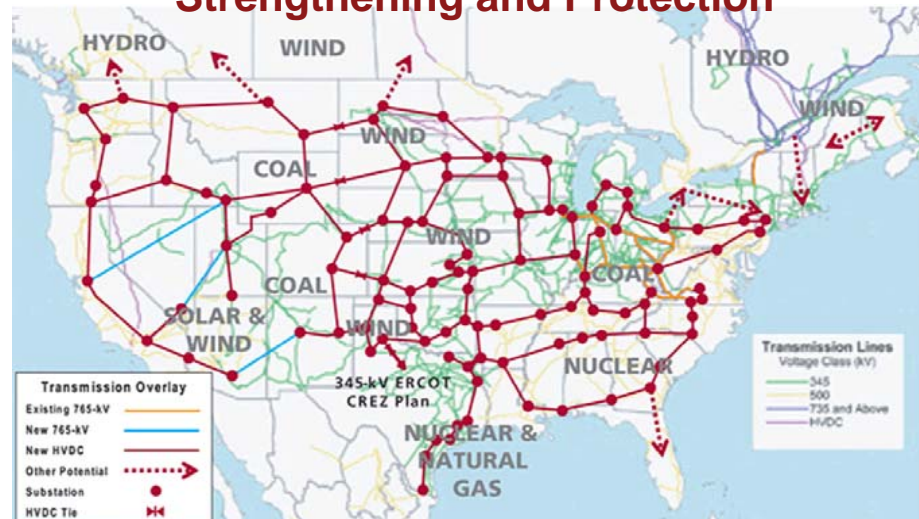 Strengthening and Protection
HYDRO
WIND
HYDRO
WIND
WIND
COAL
WIND
COAL
COAL
SOLAR &
WIND
WIND
NUCLEAR
345-kV ERCOT
CREZ Plan
NUCLEAR &
NATURAL
GAS
Transmission Overlay
Existing 765-kV
New 765-kV
New HVDC
Other Potential
Substation
HVDC Tie
Transmission Lines
Voltage Class (kV)
345
500
735 and Above
HVDC